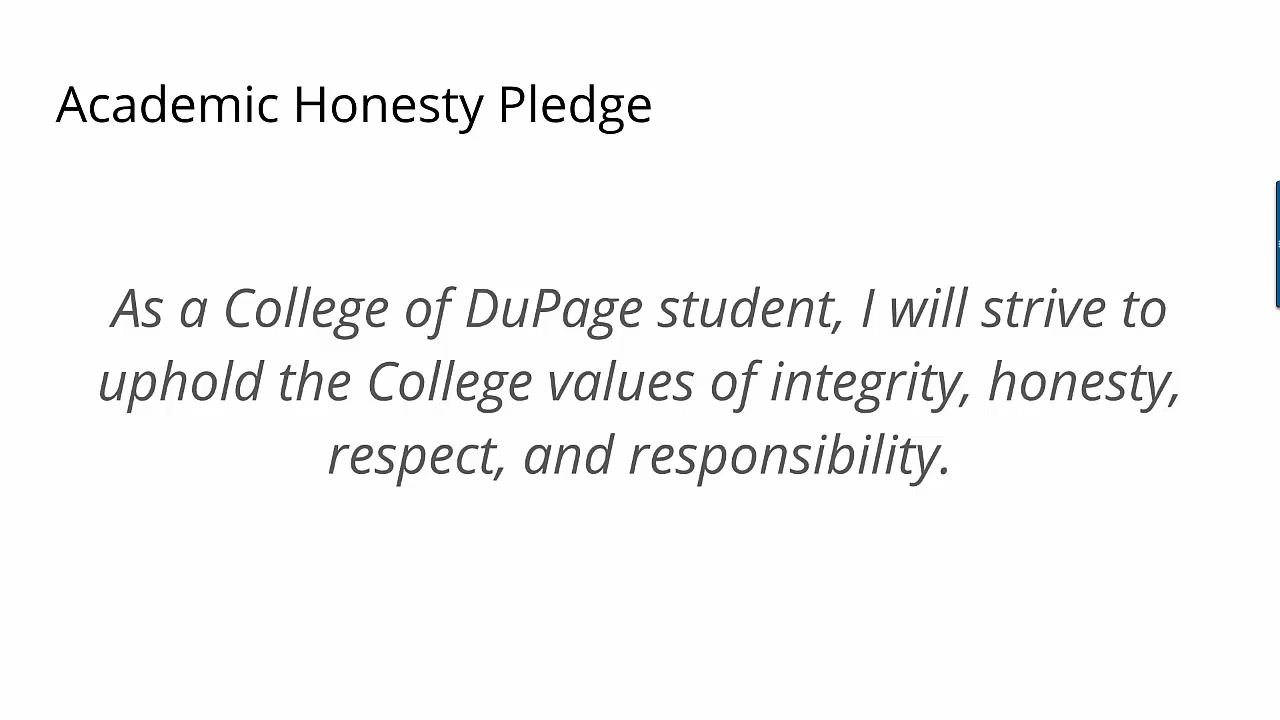 Academic Honesty Pledge
As a College of DuPage student, I will strive to
uphold the College values of integrity, honesty,
respect, and responsibility.